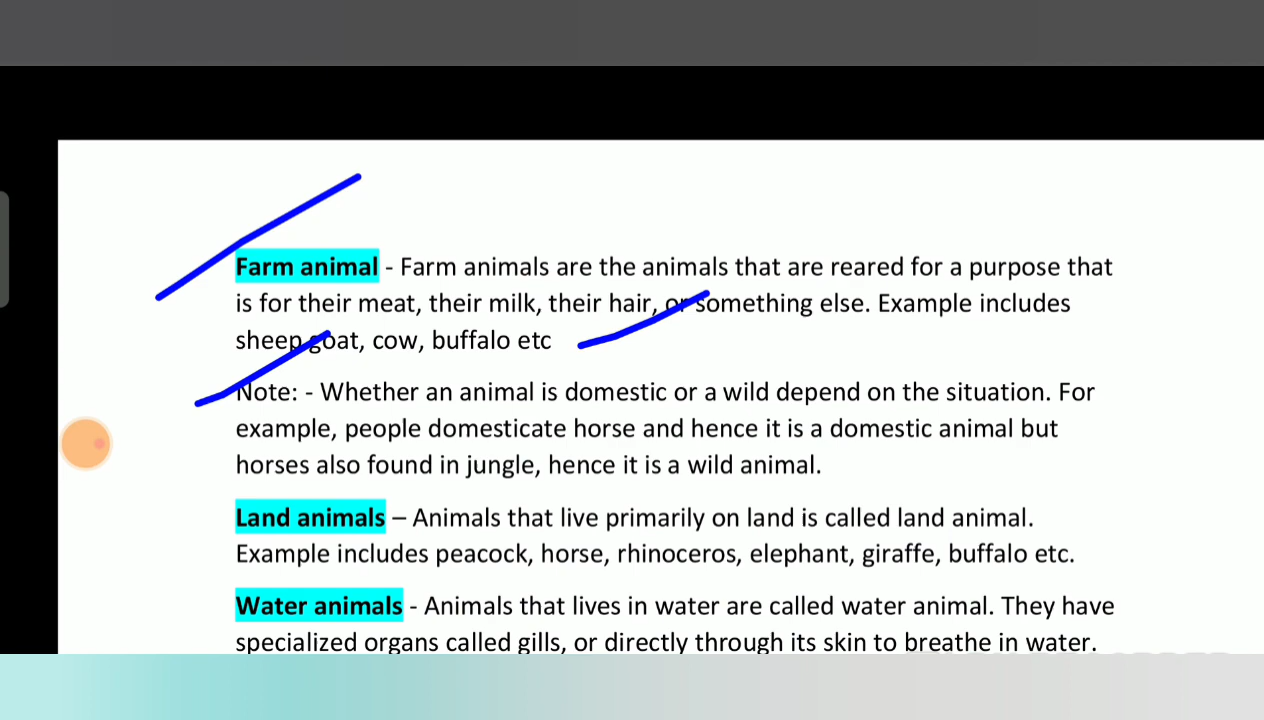 Farm animal - Farm animals are the animals that are reared for a purpose that
is for their meat, their milk, their hair, or something else. Example includes
sheep goat, cow, buffalo etc
Note: - Whether an animal is domestic or a wild depend on the situation. For
example, people domesticate horse and hence it is a domestic animal but
horses also found in jungle, hence it is a wild animal.
Land animals – Animals that live primarily on land is called land animal.
Example includes peacock, horse, rhinoceros, elephant, giraffe, buffalo etc.
Water animals - Animals that lives in water are called water animal. They have
specialized organs called gills, or directly through its skin to breathe in water.